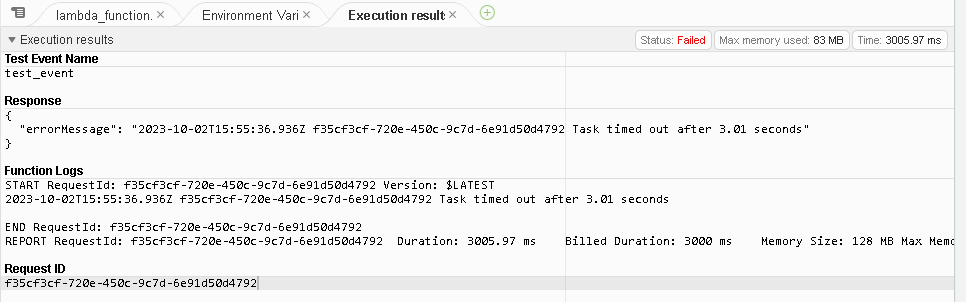 lambda_function. ×
Environment Vari ×
Execution result: ×
Execution results
Status: Failed
Max memory used: 83 MB
Time: 3005.97 ms
Test Event Name
test_event
Response
{
"errorMessage": "2023-10-02T15:55:36.936Z f35cf3cf-720e-450c-9c7d-6e91d50d4792 Task timed out after 3.01 seconds"
}
Function Logs
START RequestId: f35cf3cf-720e-450c-9c7d-6e91d50d4792 Version: $LATEST
2023-10-02T15:55:36.936Z f35cf3cf-720e-450c-9c7d-6e91d50d4792 Task timed out after 3.01 seconds
END RequestId: f35cf3cf-720e-450c-9c7d-6e91d50d4792
REPORT RequestId: f35cf3cf-720e-450c-9c7d-6e91d50d4792 Duration: 3005.97 ms Billed Duration: 3000 ms Memory Size: 128 MB Max Memo
Request ID
f35cf3cf-720e-450c-9c7d-6e91d50d4792